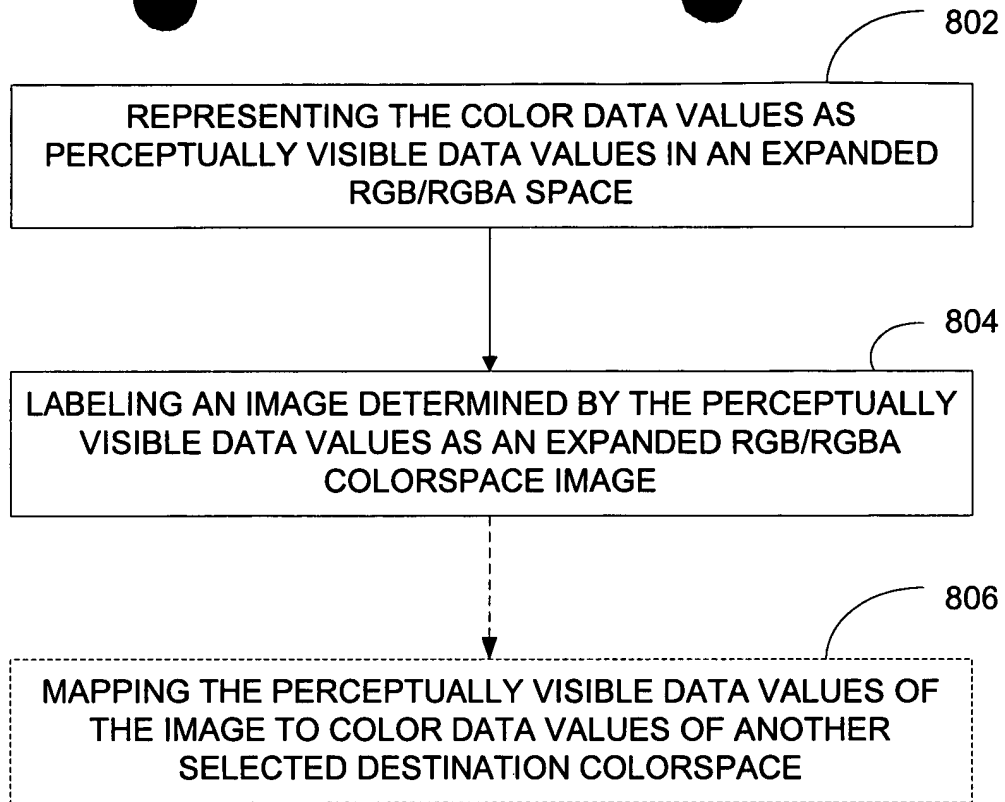 802
REPRESENTING THE COLOR DATA VALUES AS
PERCEPTUALLY VISIBLE DATA VALUES IN AN EXPANDED
RGB/RGBA SPACE
804
LABELING AN IMAGE DETERMINED BY THE PERCEPTUALLY
VISIBLE DATA VALUES AS AN EXPANDED RGB/RGBA
COLORSPACE IMAGE
806
MAPPING THE PERCEPTUALLY VISIBLE DATA VALUES OF
THE IMAGE TO COLOR DATA VALUES OF ANOTHER
SELECTED DESTINATION COLORSPACE